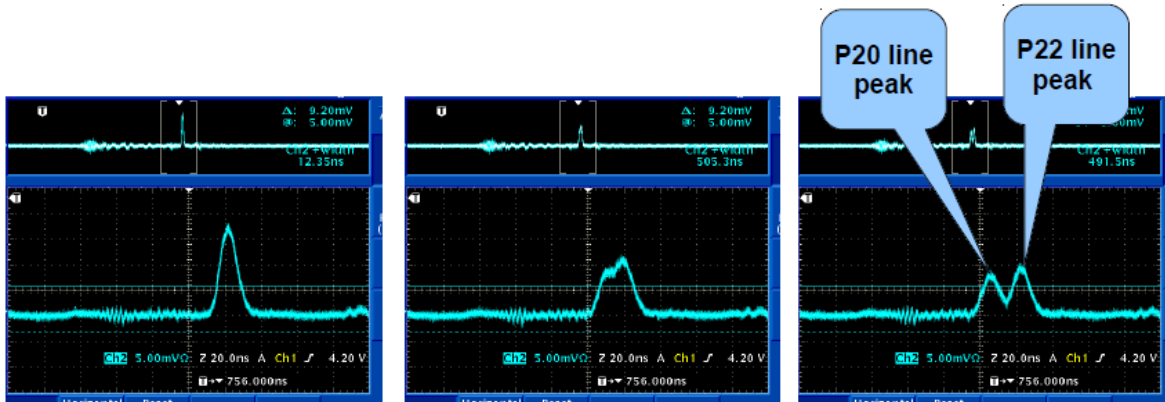 P20 line
peak
P22 line
peak
T
Δ: 9.20mV
@: 5.00mV
Ch2 +Width
12.35ns
T
Ch2 5.00mVΩ Z 20.0ns A Ch1 4.20 V
T 756.000ns
T
Δ: 9.20mV
@: 5.00mV
Ch2 +Width
505.3ns
T
Ch2 5.00mVΩ Z 20.0ns A Ch1 4.20 V
T 756.000ns
Ch2 +Width
491.5ns
T
Ch2 5.00mVΩ Z 20.0ns A Ch1 4.20 V
T 756.000ns